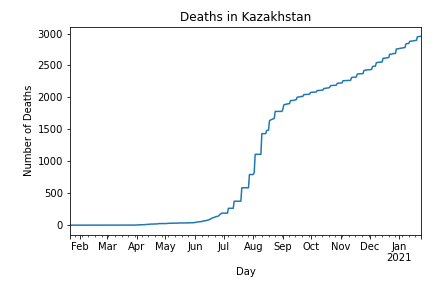 Deaths in Kazakhstan
Number of Deaths
3000
2500
2000
1500
1000
500
0
Feb Mar Apr May Jun Jul Aug Sep Oct Nov Dec Jan
2021
Day